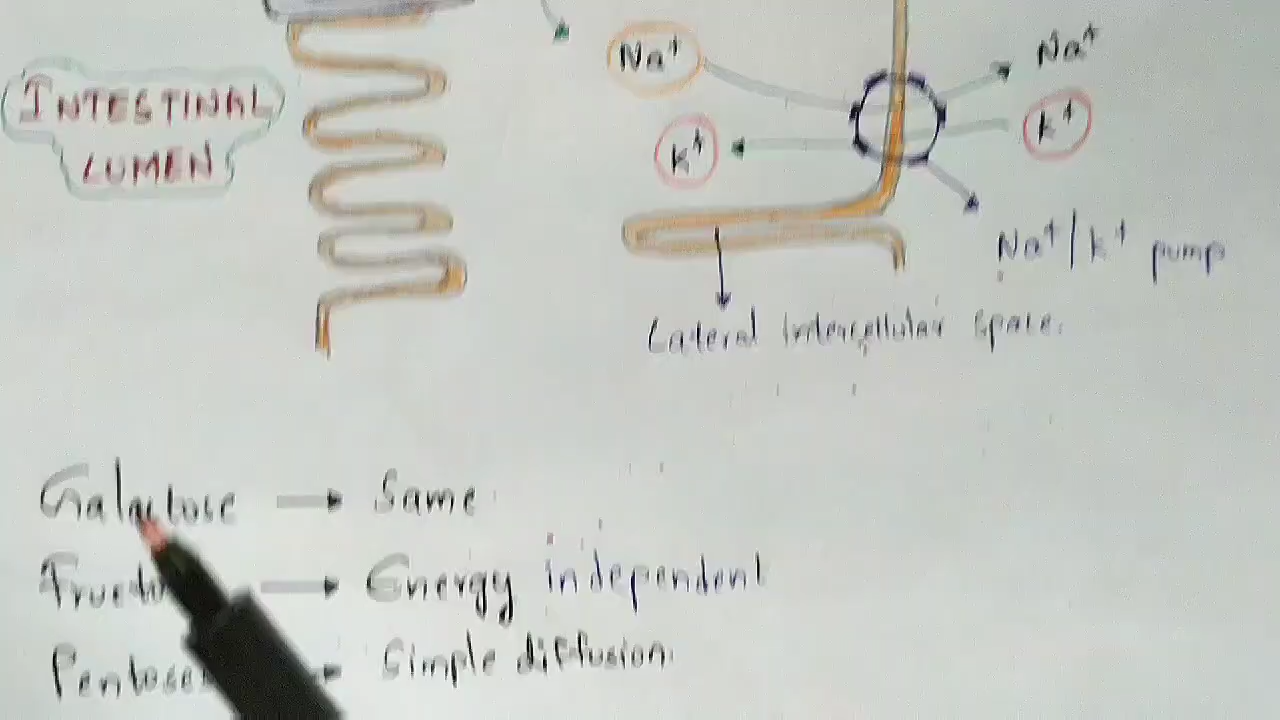 INTESTINAL
LUMEN
Na⁺
Na⁺
K⁺
K⁺
Na⁺/K⁺ pump
Lateral intercellular space.
Galactose → Same
→ Energy independent
→ Simple diffusion.